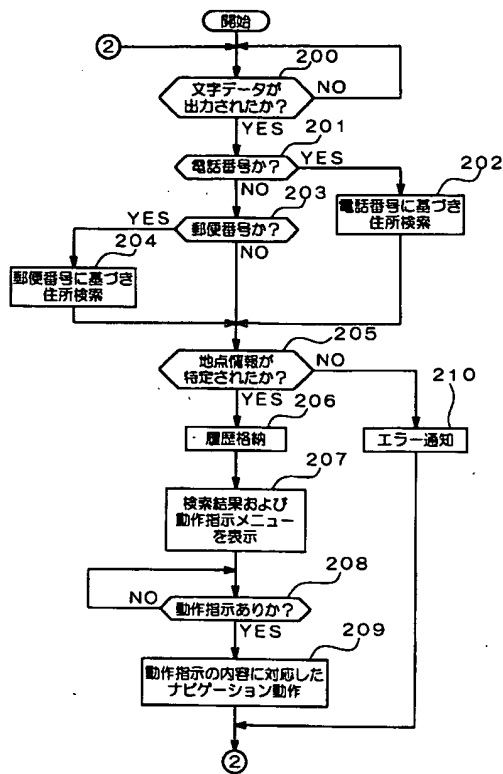 開始
②
200
文字データが
出力されたか?
NO
YES
201
電話番号か?
YES
NO
202
電話番号に基づき
住所検索
203
YES
郵便番号か?
NO
204
郵便番号に基づき
住所検索
205
地点情報が
特定されたか?
NO
YES
210
エラー通知
206
履歴格納
207
検索結果および
動作指示メニュー
を表示
208
NO
動作指示ありか?
YES
209
動作指示の内容に対応した
ナビゲーション動作
②